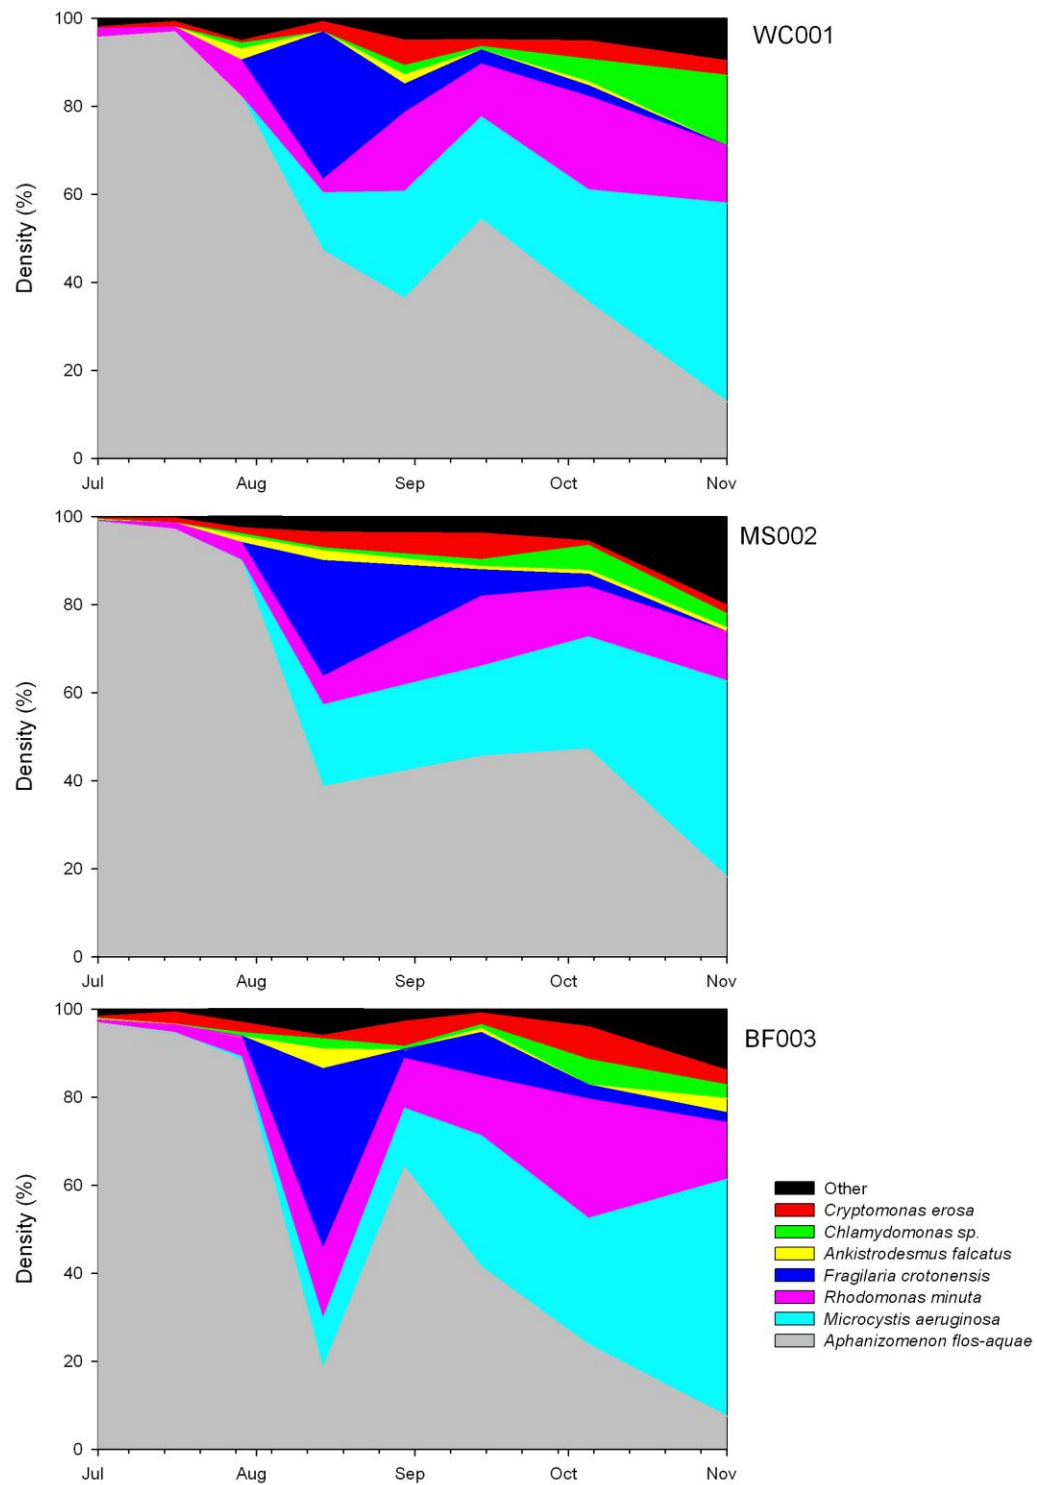 WC001
Density (%)
100
80
60
40
20
0
Jul Aug Sep Oct Nov
MS002
Density (%)
100
80
60
40
20
0
Jul Aug Sep Oct Nov
BF003
Density (%)
100
80
60
40
20
0
Jul Aug Sep Oct Nov
Other
Cryptomonas erosa
Chlamydomonas sp.
Ankistrodesmus falcatus
Fragilaria crotonensis
Rhodomonas minuta
Microcystis aeruginosa
Aphanizomenon flos-aquae